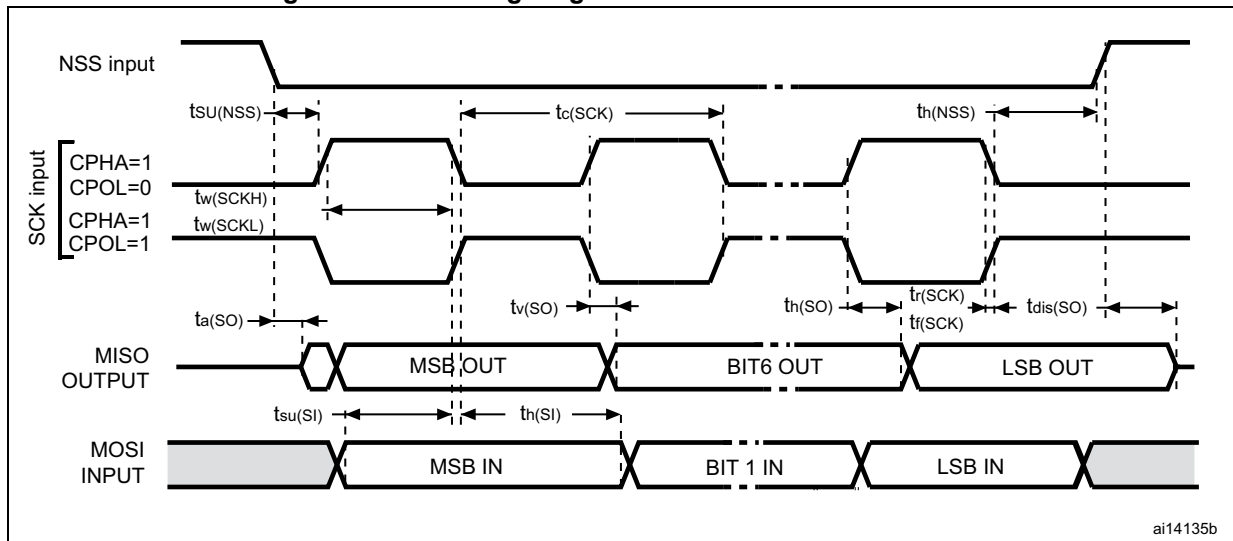 NSS input
tSU(NSS)
tc(SCK)
th(NSS)
SCK input
CPHA=1
CPOL=0
tw(SCKH)
CPHA=1
tw(SCKL)
CPOL=1
ta(SO)
tv(SO)
th(SO)
tr(SCK)
tf(SCK)
tdis(SO)
MISO
OUTPUT
MSB OUT
BIT6 OUT
LSB OUT
tsu(SI)
th(SI)
MOSI
INPUT
MSB IN
BIT 1 IN
LSB IN
ai14135b